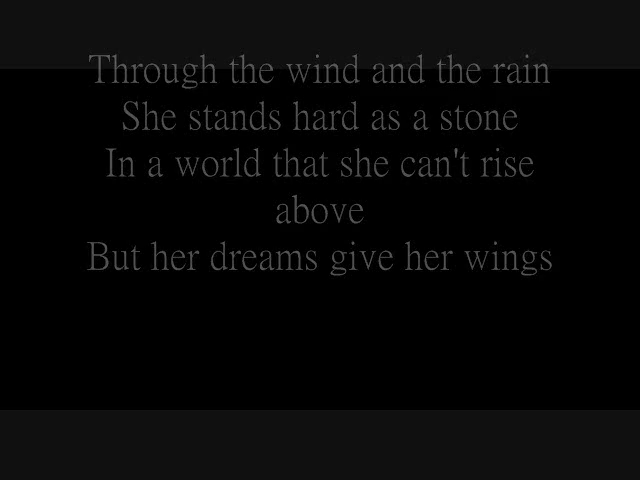 Through the wind and the rain
She stands hard as a stone
In a world that she can't rise
above
But her dreams give her wings